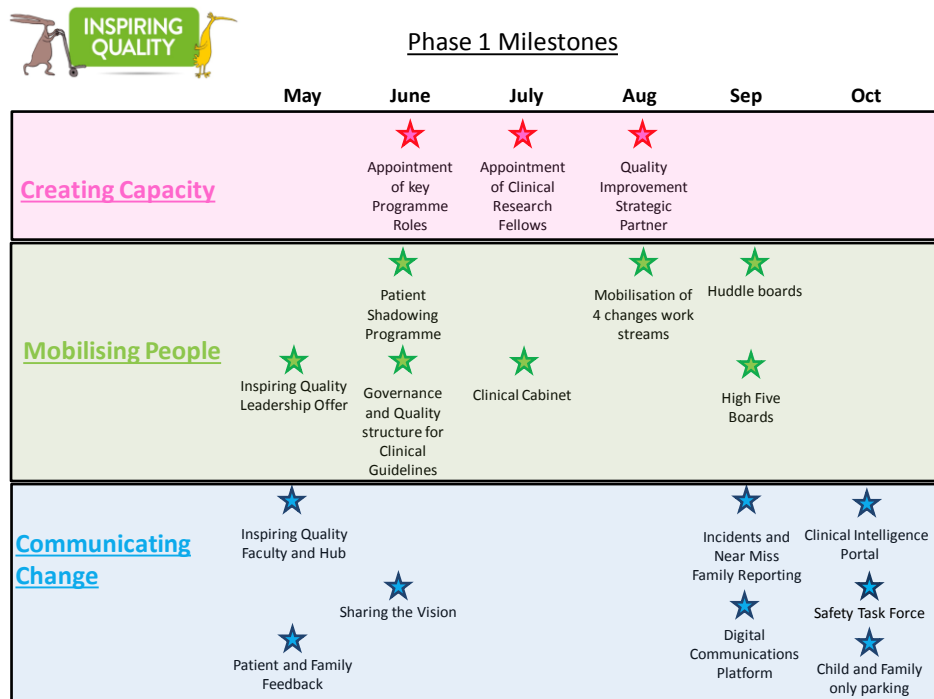 INSPIRING
QUALITY
Phase 1 Milestones
May
June
July
Aug
Sep
Oct
Creating Capacity
Appointment
of key
Programme
Roles
Appointment
of Clinical
Research
Fellows
Quality
Improvement
Strategic
Partner
Mobilising People
Patient
Shadowing
Programme
Mobilisation of
4 changes work
streams
Huddle boards
Inspiring Quality
Leadership Offer
Governance
and Quality
structure for
Clinical
Guidelines
Clinical Cabinet
High Five
Boards
Communicating
Change
Inspiring Quality
Faculty and Hub
Incidents and
Near Miss
Family Reporting
Clinical Intelligence
Portal
Sharing the Vision
Digital
Communications
Platform
Safety Task Force
Patient and Family
Feedback
Child and Family
only parking